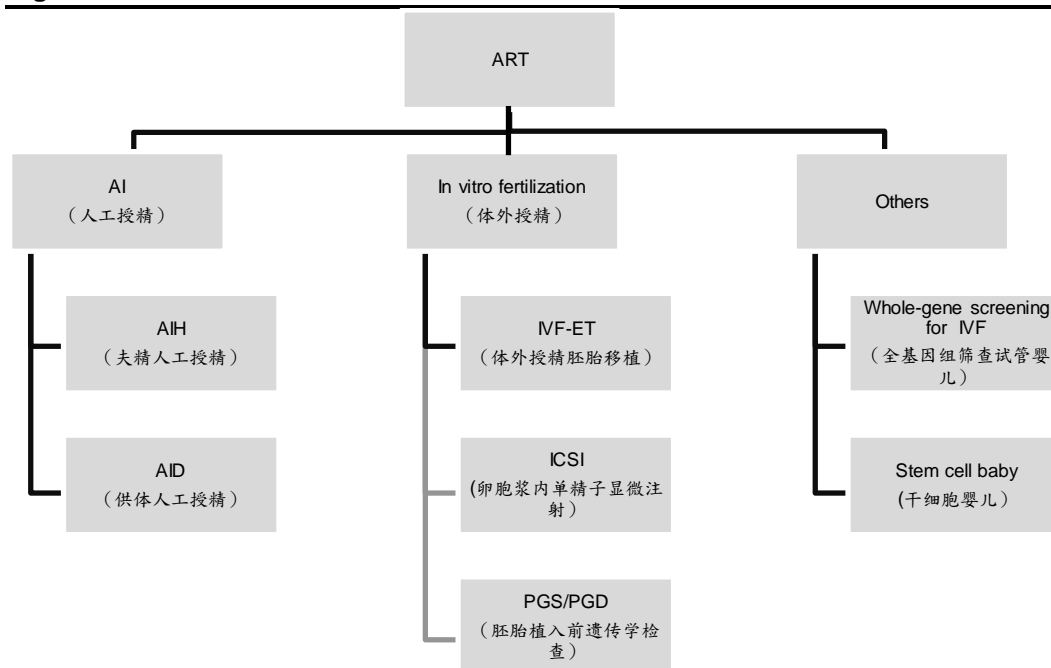 ART
AI
（人工授精）
In vitro fertilization
（体外授精）
Others
AIH
（夫精人工授精）
IVF-ET
（体外授精胚胎移植）
Whole-gene screening
for IVF
（全基因组筛查试管婴
儿）
AID
（供体人工授精）
ICSI
(卵胞浆内单精子显微注
射）
Stem cell baby
(干细胞婴儿）
PGS/PGD
（胚胎植入前遗传学检
查）